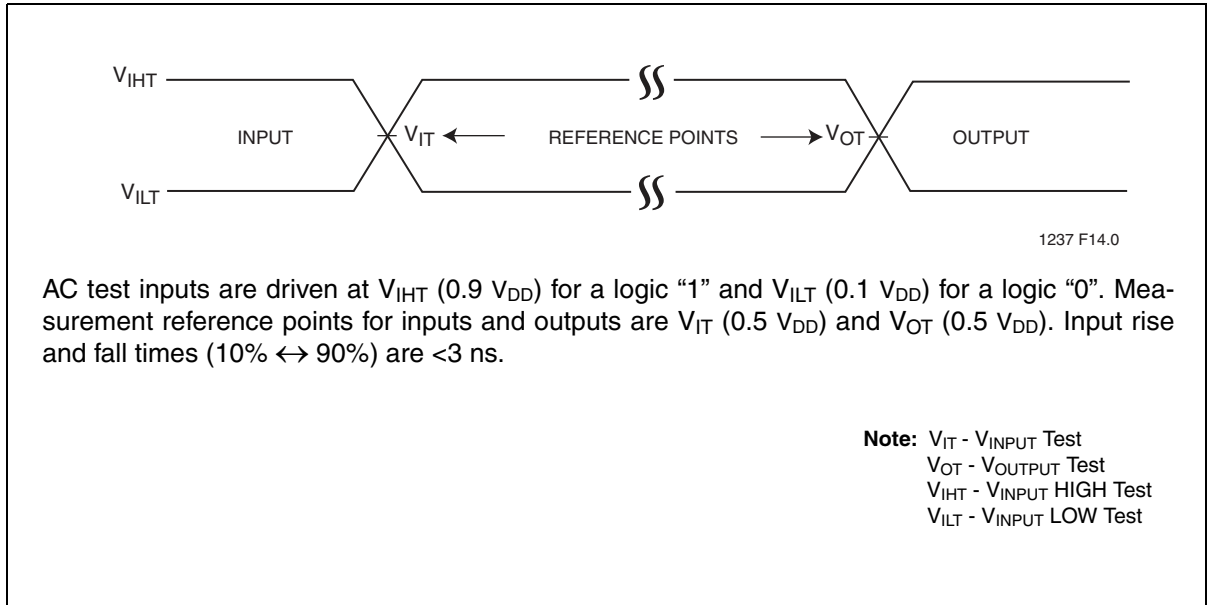 VIHT
INPUT VIT REFERENCE POINTS VOT OUTPUT
VILT
1237 F14.0
AC test inputs are driven at VIHT (0.9 VDD) for a logic “1” and VILT (0.1 VDD) for a logic “0”. Mea-
surement reference points for inputs and outputs are VIT (0.5 VDD) and VOT (0.5 VDD). Input rise
and fall times (10% ↔ 90%) are <3 ns.
Note: VIT - VINPUT Test
VOT - VOUTPUT Test
VIHT - VINPUT HIGH Test
VILT - VINPUT LOW Test